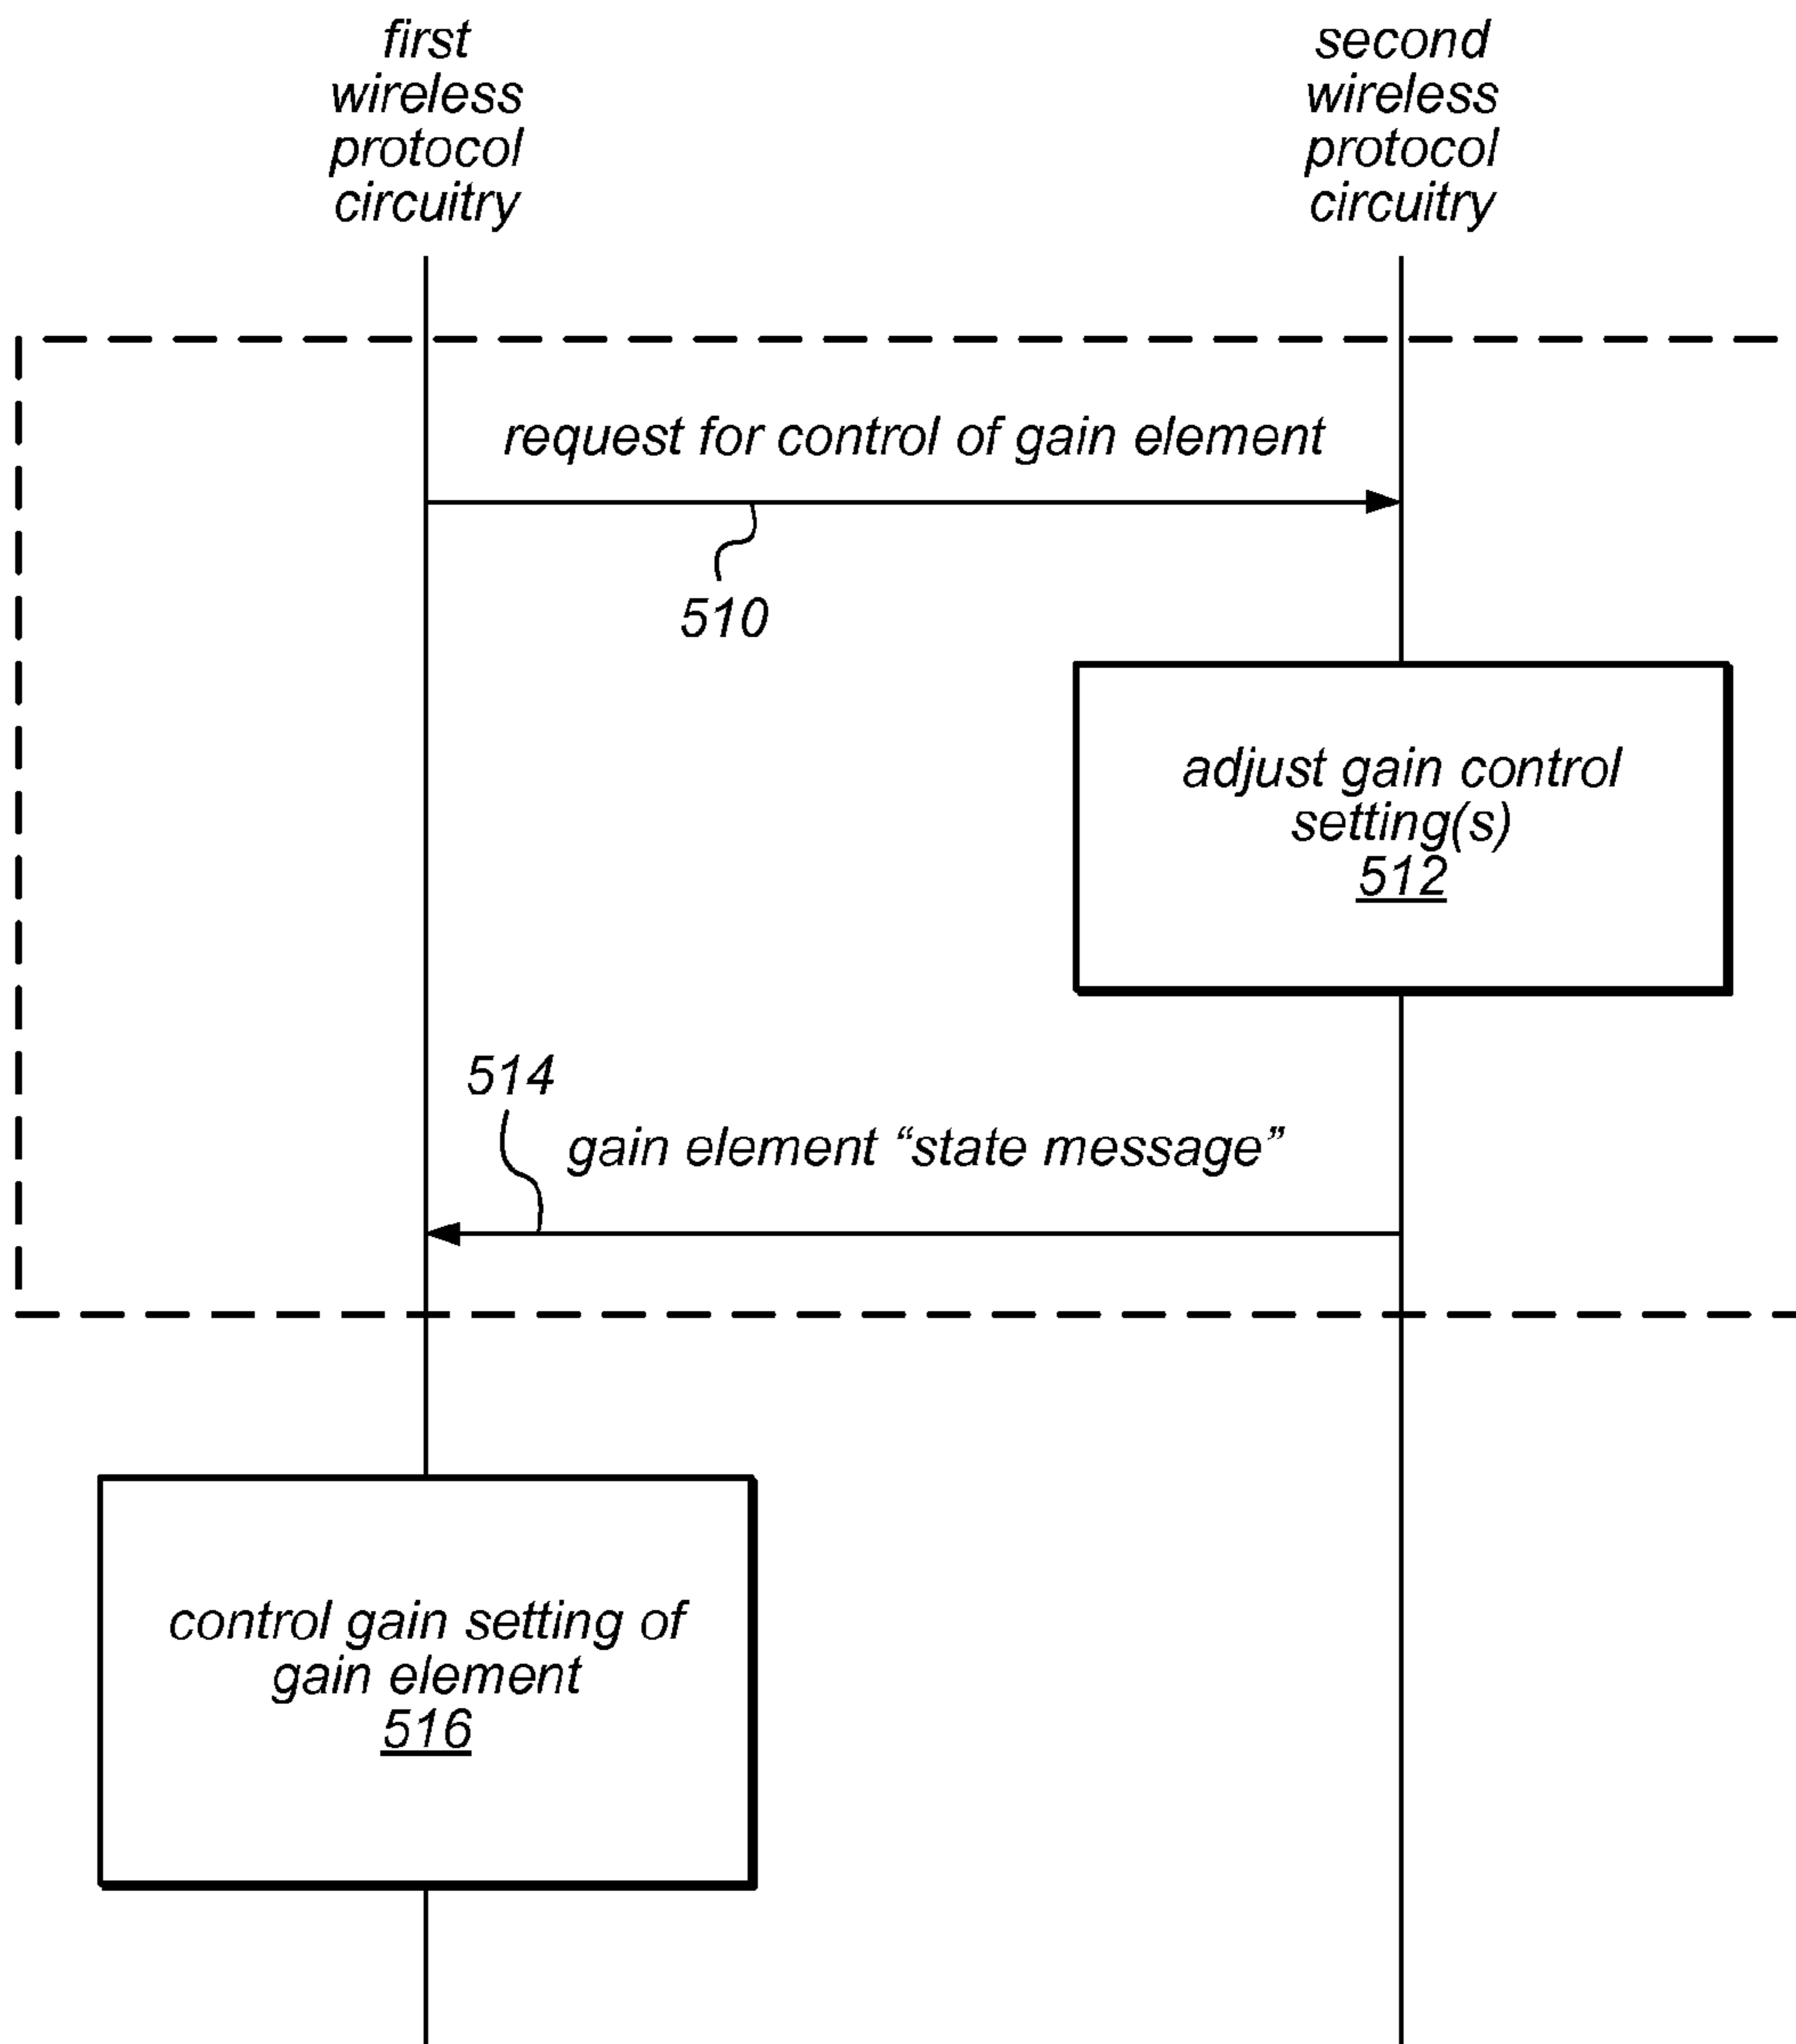 first
wireless
protocol
circuitry
second
wireless
protocol
circuitry
request for control of gain element
510
adjust gain control
setting(s)
512
514
gain element “state message”
control gain setting of
gain element
516